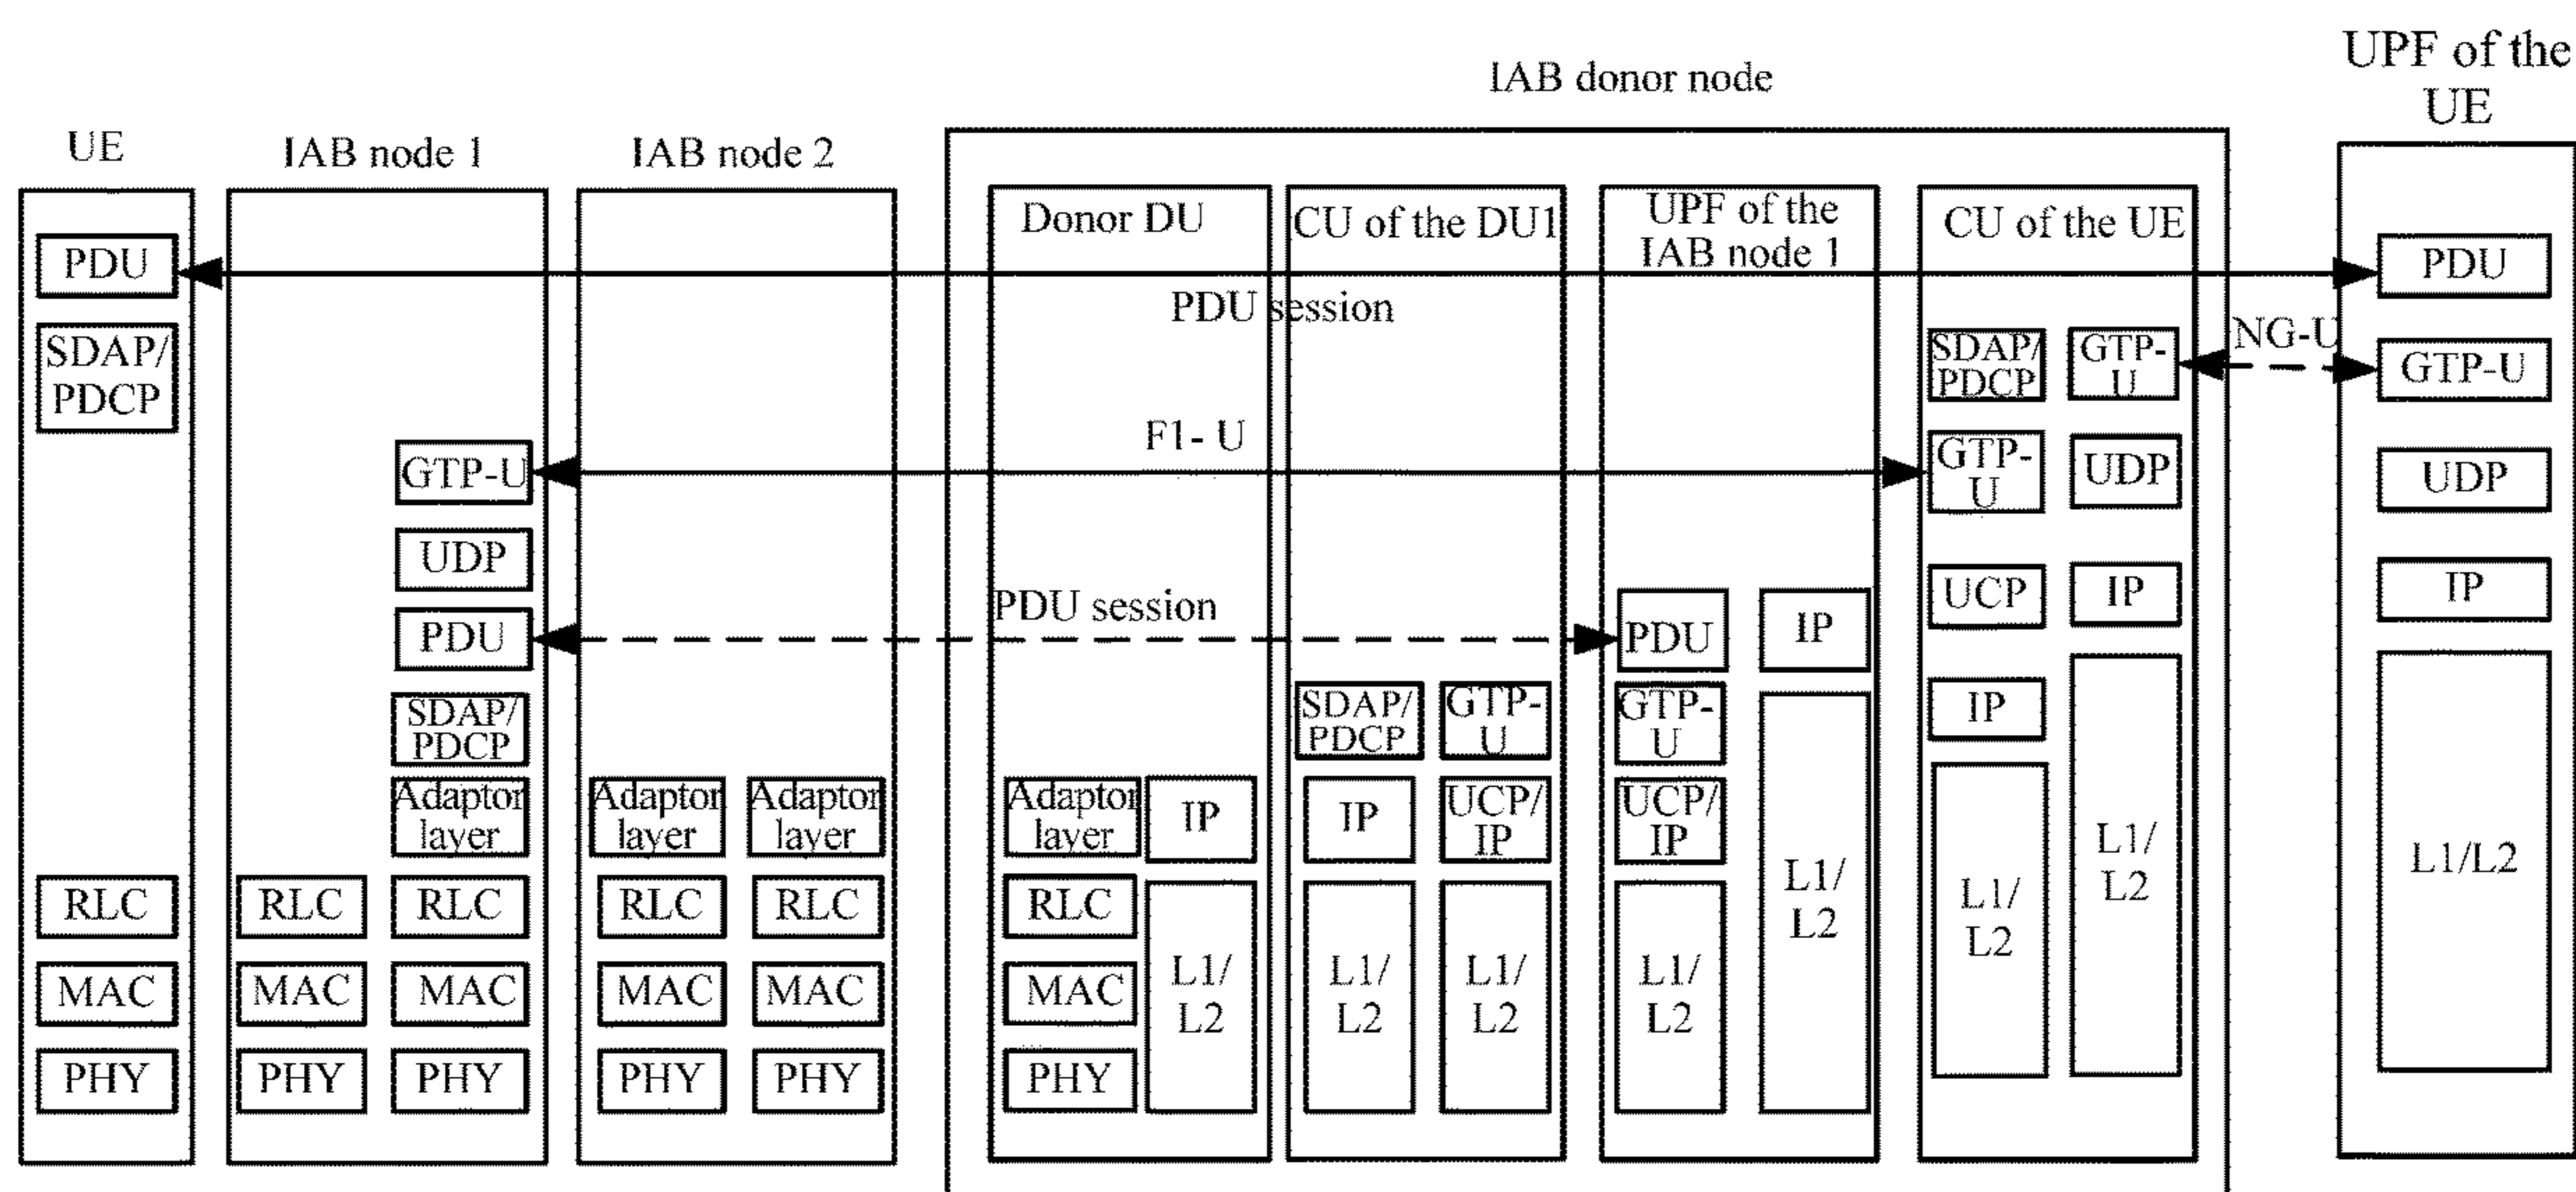 UPF of the
UE
IAB donor node
UE
IAB node 1
IAB node 2
Donor DU
CU of the DU1
UPF of the
IAB node 1
CU of the UE
PDU
PDU
PDU session
SDAP/
PDCP
SDAP/
PDCP
GTP-
U
NG-U
GTP-U
F1- U
GTP-U
GTP-
U
UDP
UDP
UDP
PDU session
PDU
PDU
IP
UCP
IP
IP
SDAP/
PDCP
SDAP/
PDCP
GTP-
U
GTP-
U
IP
Adaptor
layer
Adaptor
layer
Adaptor
layer
Adaptor
layer
IP
IP
UCP/
IP
UCP/
IP
L1/
L2
L1/
L2
L1/
L2
L1/L2
RLC
RLC
RLC
RLC
RLC
RLC
MAC
MAC
MAC
MAC
MAC
MAC
L1/
L2
L1/
L2
L1/
L2
L1/
L2
PHY
PHY
PHY
PHY
PHY
PHY